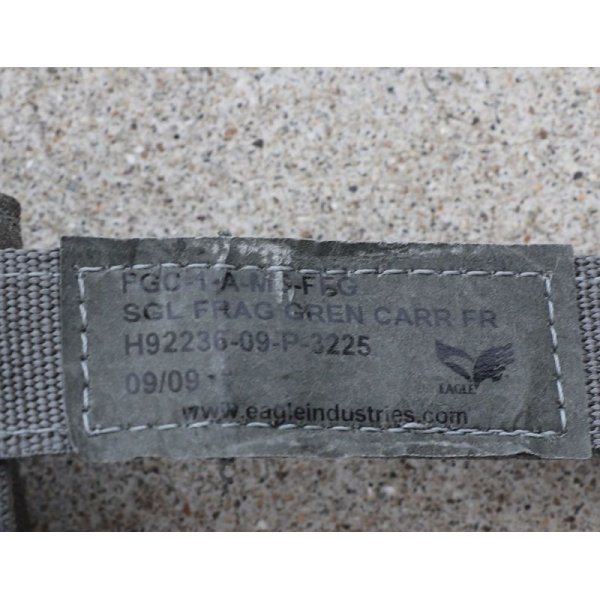 SGL FRAG GREN CARR FR
H92236-09-P-3225
09/09
EAGLE
www.eagleindustries.com